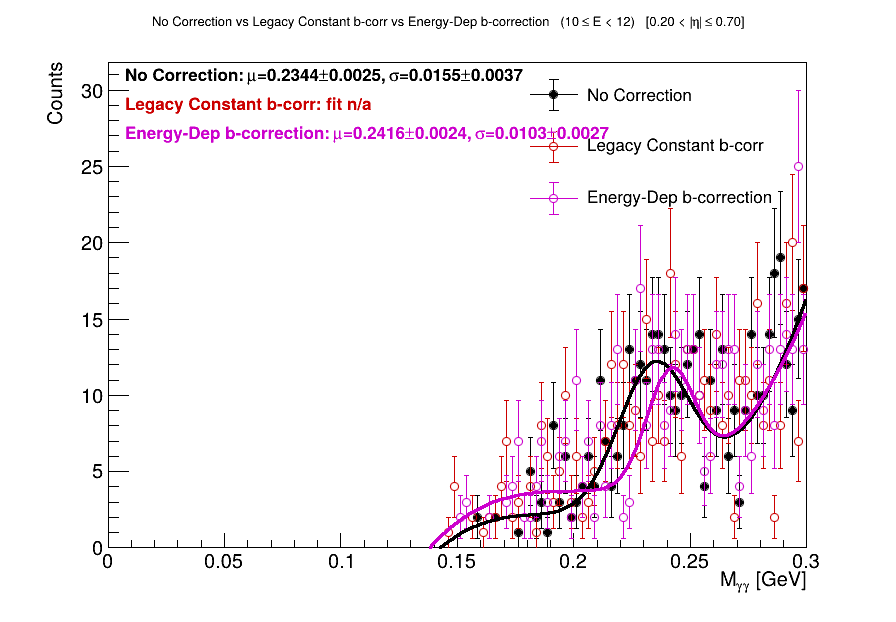 No Correction vs Legacy Constant b-corr vs Energy-Dep b-correction (10 ≤ E < 12) [0.20 < |η| ≤ 0.70]
Counts
No Correction: μ=0.2344±0.0025, σ=0.0155±0.0037
Legacy Constant b-corr: fit n/a
Energy-Dep b-correction: μ=0.2416±0.0024, σ=0.0103±0.0027
No Correction
Legacy Constant b-corr
Energy-Dep b-correction
30
25
20
15
10
5
0
0 0.05 0.1 0.15 0.2 0.25 0.3
Mγγ [GeV]